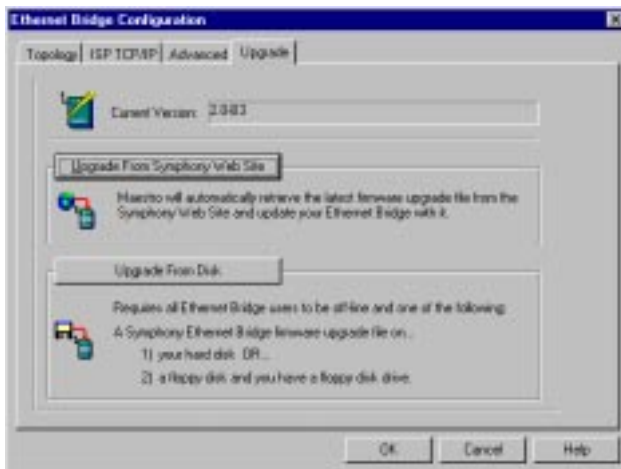 Ethernet Bridge Configuration
Topology ISP TCP/IP Advanced Upgrade
Current Version: 2.0-B3
Upgrade From Symphony Web Site
Maestro will automatically retrieve the latest firmware upgrade file from the
Symphony Web Site and update your Ethernet Bridge with it.
Upgrade From Disk
Requires all Ethernet Bridge users to be off-line and one of the following:
A Symphony Ethernet Bridge firmware upgrade file on...
1) your hard disk OR...
2) a floppy disk and you have a floppy disk drive.
OK Cancel Help